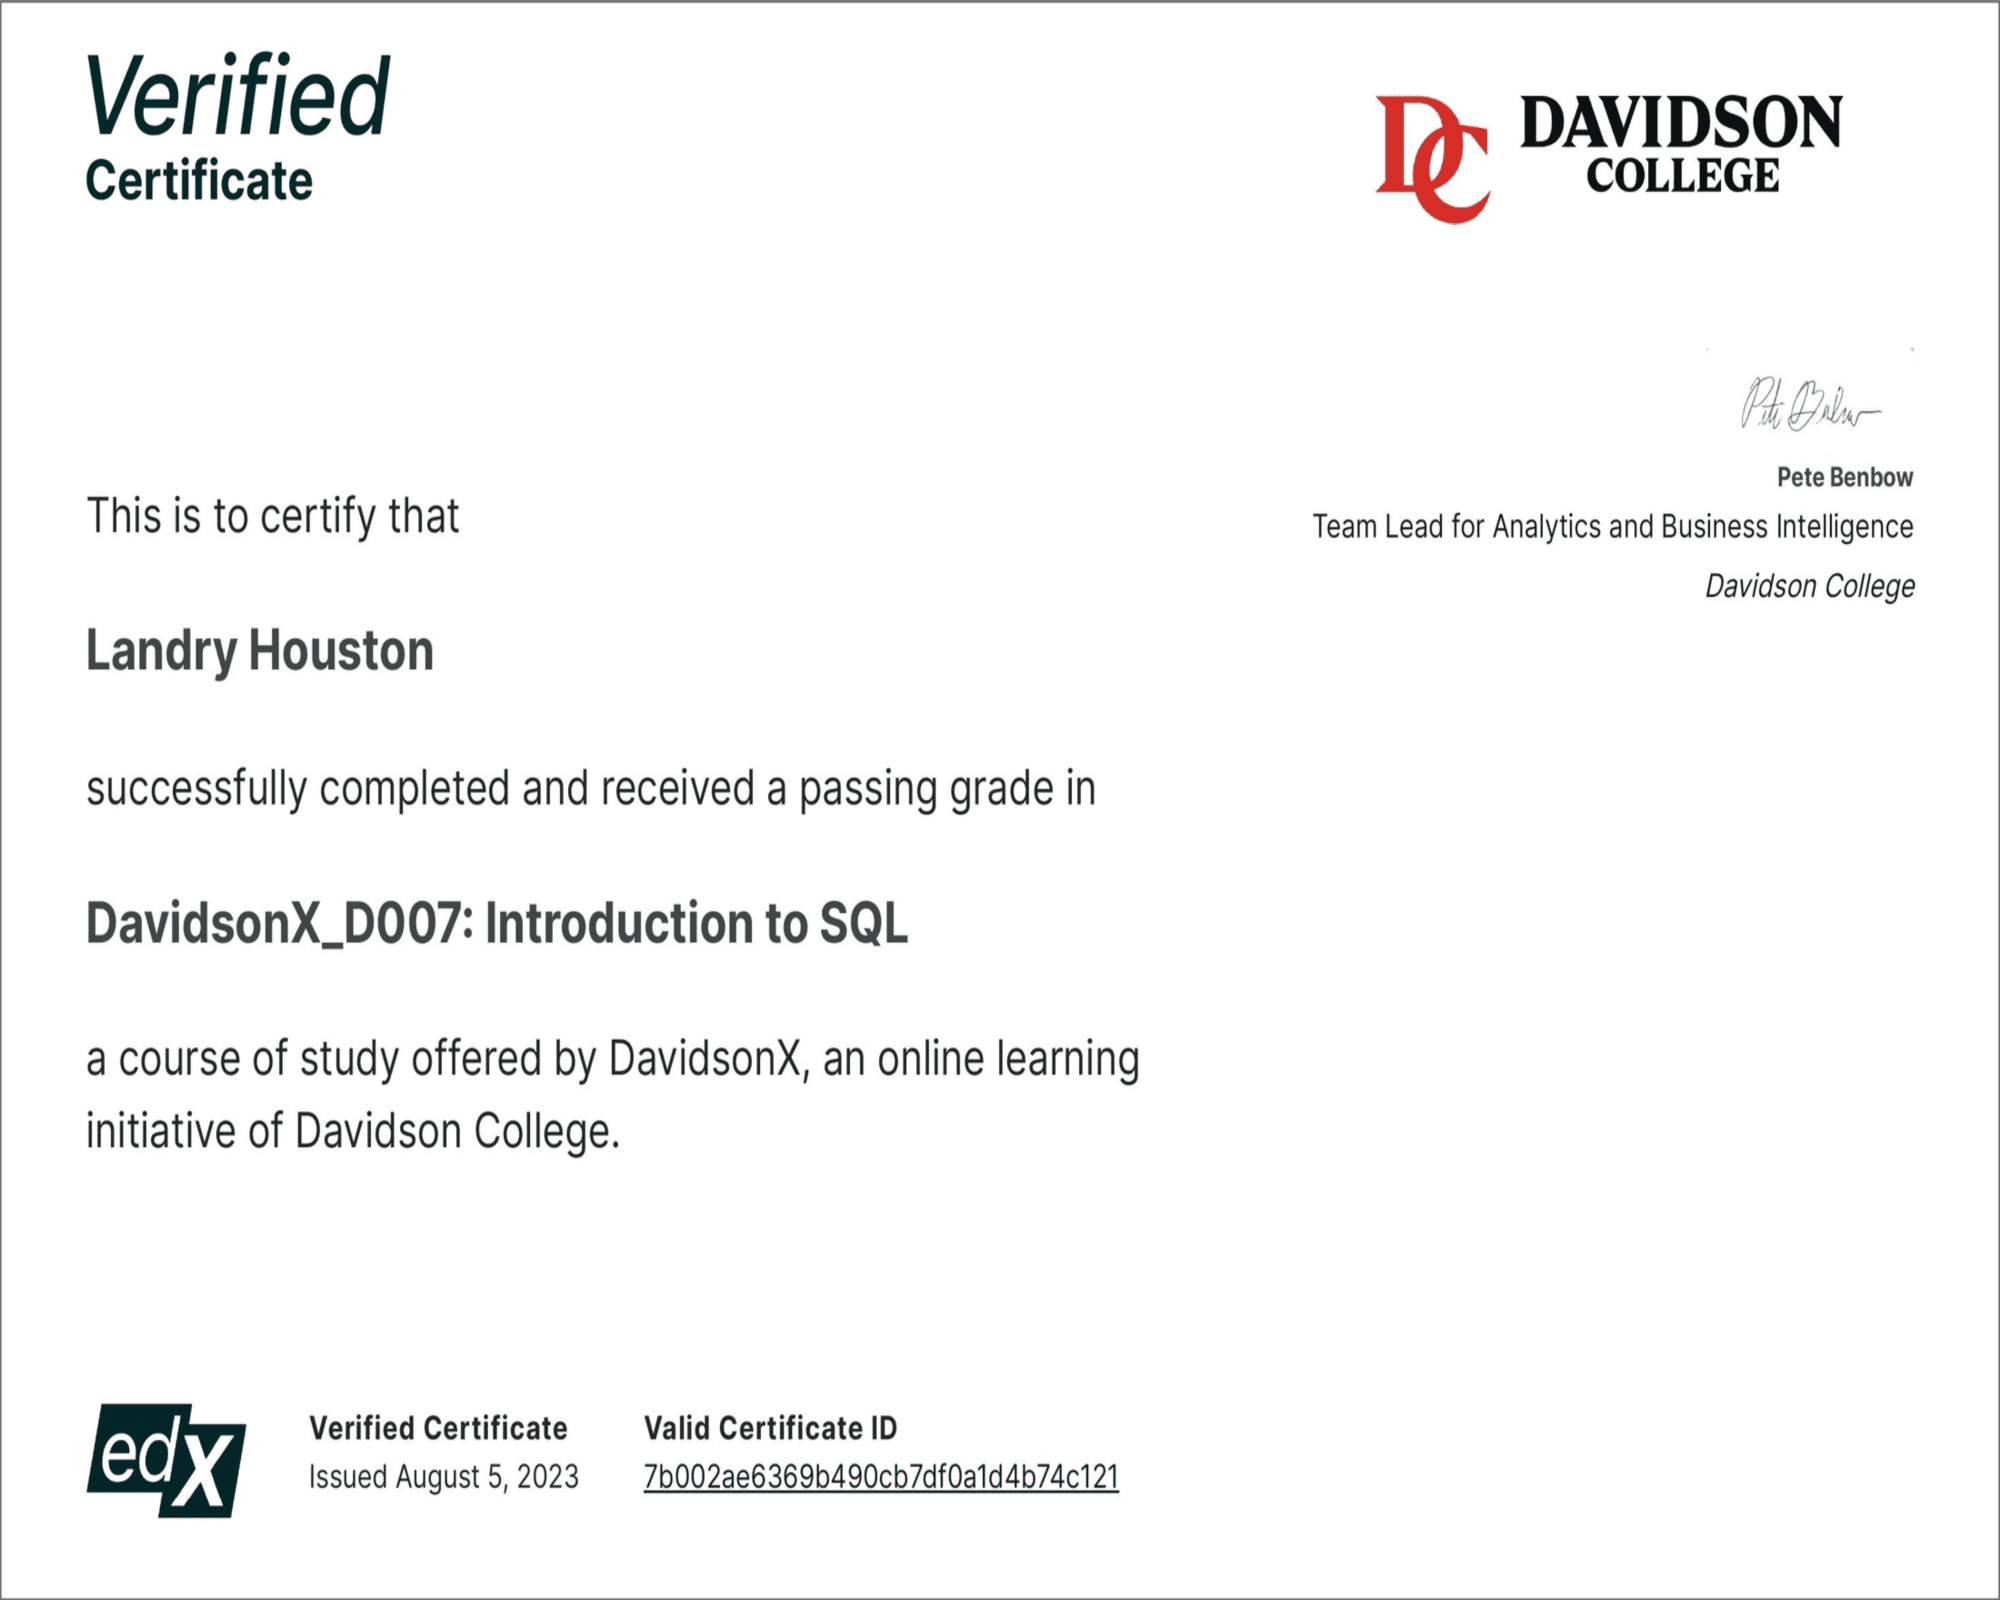 Verified
Certificate
DC DAVIDSON
COLLEGE
Pete Benbow
Pete Benbow
Team Lead for Analytics and Business Intelligence
Davidson College
This is to certify that
Landry Houston
successfully completed and received a passing grade in
DavidsonX_D007: Introduction to SQL
a course of study offered by DavidsonX, an online learning
initiative of Davidson College.
edX
Verified Certificate
Issued August 5, 2023
Valid Certificate ID
7b002ae6369b490cb7df0a1d4b74c121